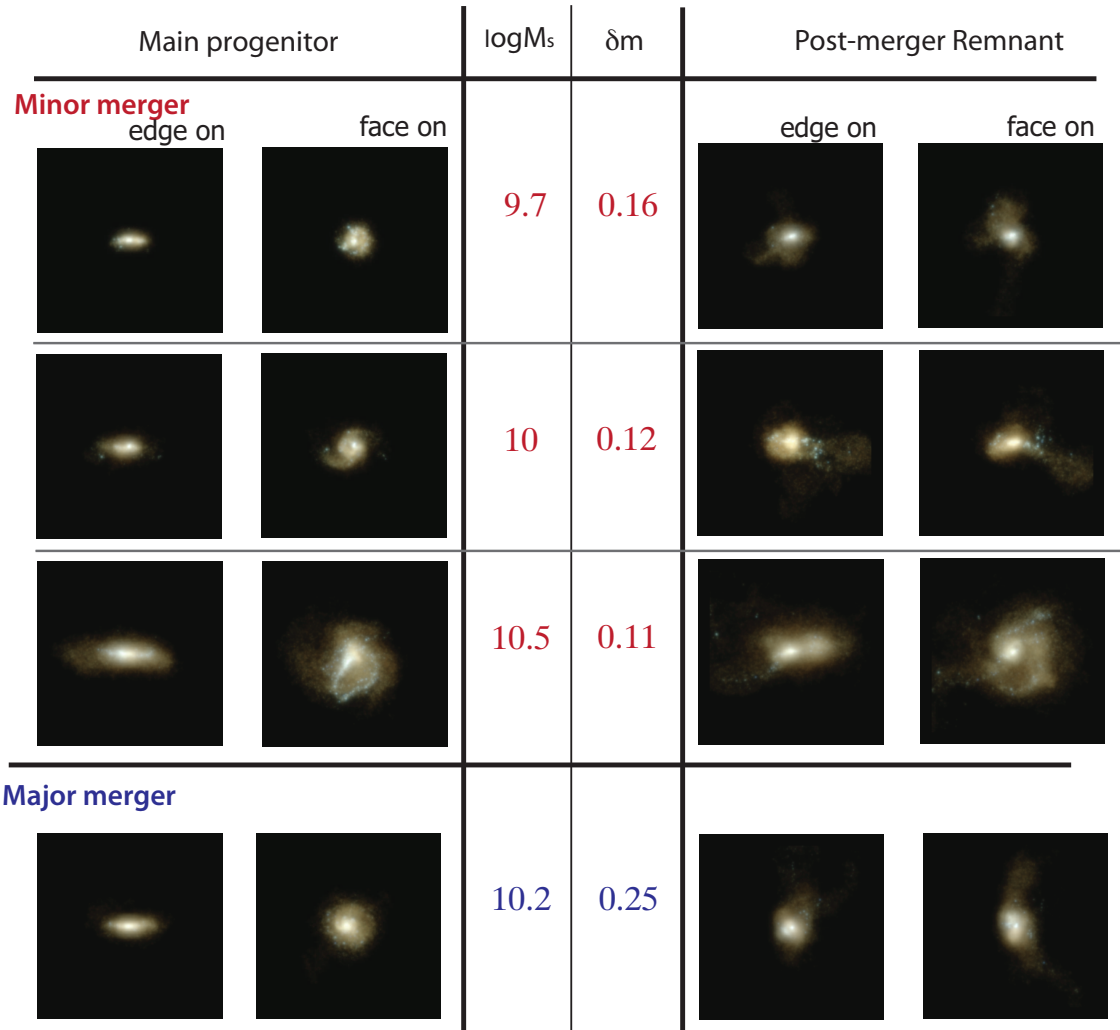 Main progenitor logMₛ δm Post-merger Remnant
Minor merger
edge on face on edge on face on
9.7 0.16
10 0.12
10.5 0.11
Major merger
10.2 0.25